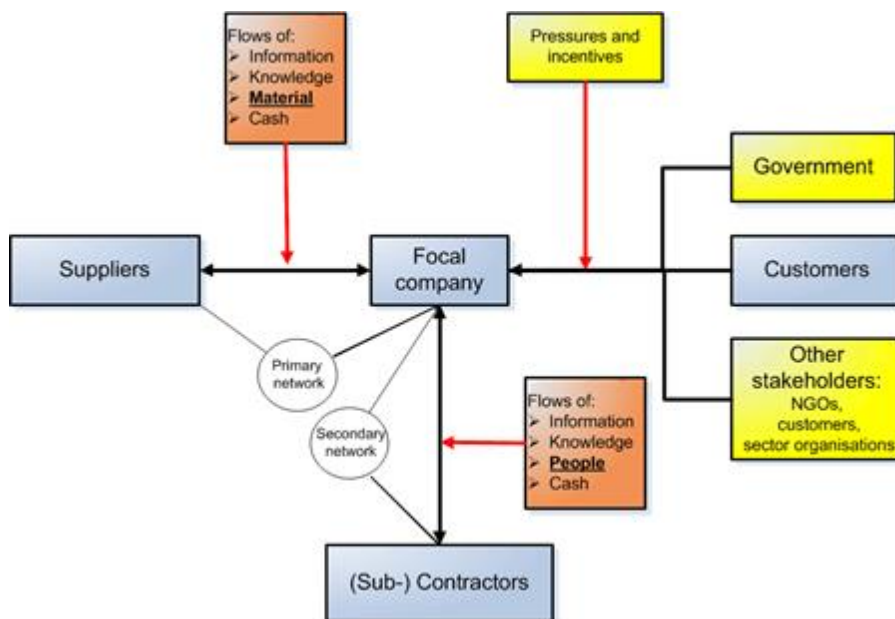 Flows of:
➢ Information
➢ Knowledge
➢ Material
➢ Cash
Pressures and
incentives
Government
Suppliers
Focal
company
Customers
Primary
network
Other
stakeholders:
NGOs,
customers,
sector organisations
Secondary
network
Flows of:
➢ Information
➢ Knowledge
➢ People
➢ Cash
(Sub-) Contractors